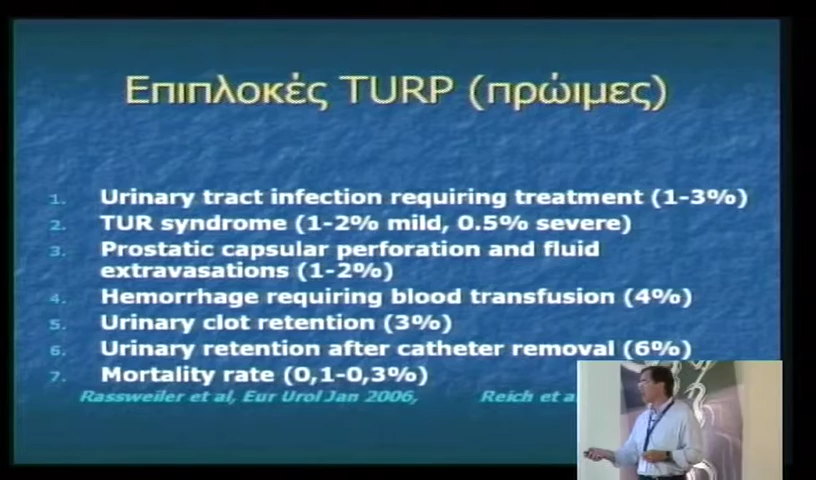 Επιπλοκές TURP (πρώιμες)
1. Urinary tract infection requiring treatment (1-3%)
2. TUR syndrome (1-2% mild, 0.5% severe)
3. Prostatic capsular perforation and fluid
extravasations (1-2%)
4. Hemorrhage requiring blood transfusion (4%)
5. Urinary clot retention (3%)
6. Urinary retention after catheter removal (6%)
7. Mortality rate (0,1-0,3%)
Rassweiler et al, Eur Urol Jan 2006, Reich et a